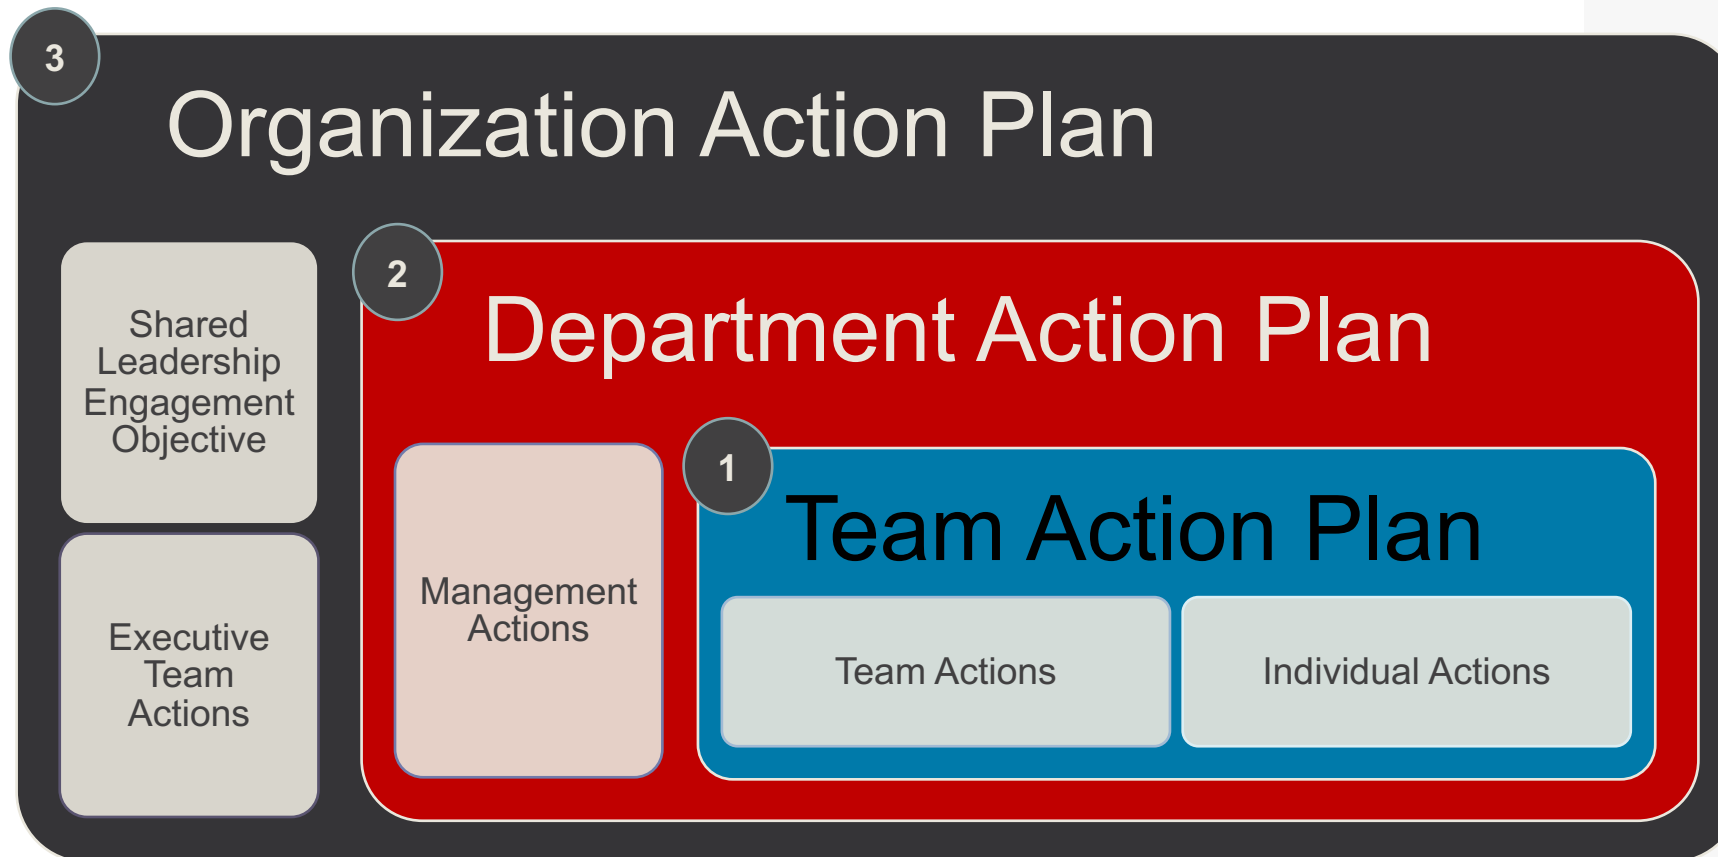 3
Organization Action Plan
Shared
Leadership
Engagement
Objective
Executive
Team
Actions
2
Department Action Plan
Management
Actions
1
Team Action Plan
Team Actions
Individual Actions